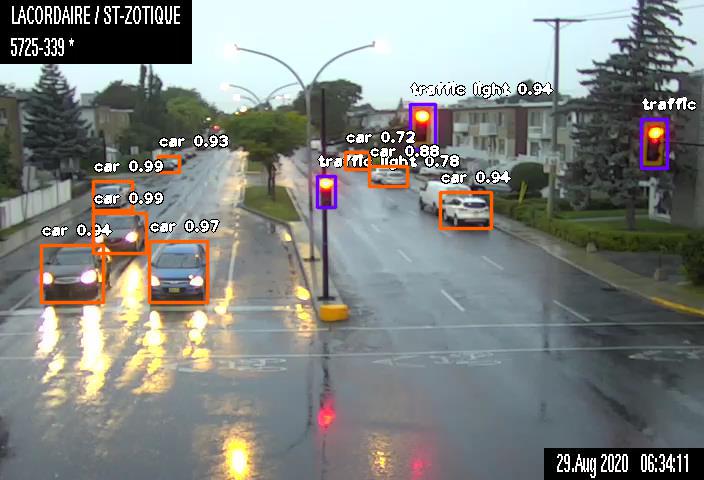 LACORDAIRE / ST-ZOTIQUE
5725-339 *
traffic light 0.94
traffic
car 0.93
car 0.72
car 0.88
traffic light 0.78
car 0.99
car 0.94
car 0.99
car 0.94
car 0.97
29.Aug 2020 06:34:11